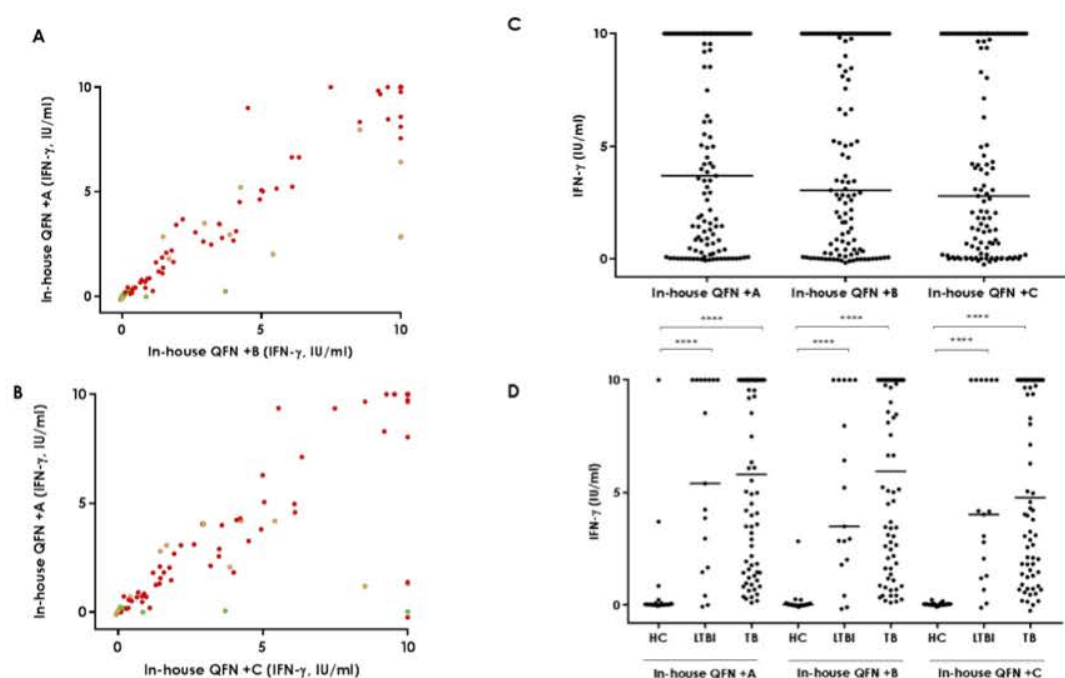 A
In-house QFN +A (IFN-γ, IU/ml)
10
5
0
0
5
10
In-house QFN +B (IFN-γ, IU/ml)
B
In-house QFN +A (IFN-γ, IU/ml)
10
5
0
0
5
10
In-house QFN +C (IFN-γ, IU/ml)
C
IFN-γ (IU/ml)
10
5
0
In-house QFN +A
In-house QFN +B
In-house QFN +C
****
****
****
****
****
****
D
IFN-γ (IU/ml)
10
5
0
HC
LTBI
TB
HC
LTBI
TB
HC
LTBI
TB
In-house QFN +A
In-house QFN +B
In-house QFN +C